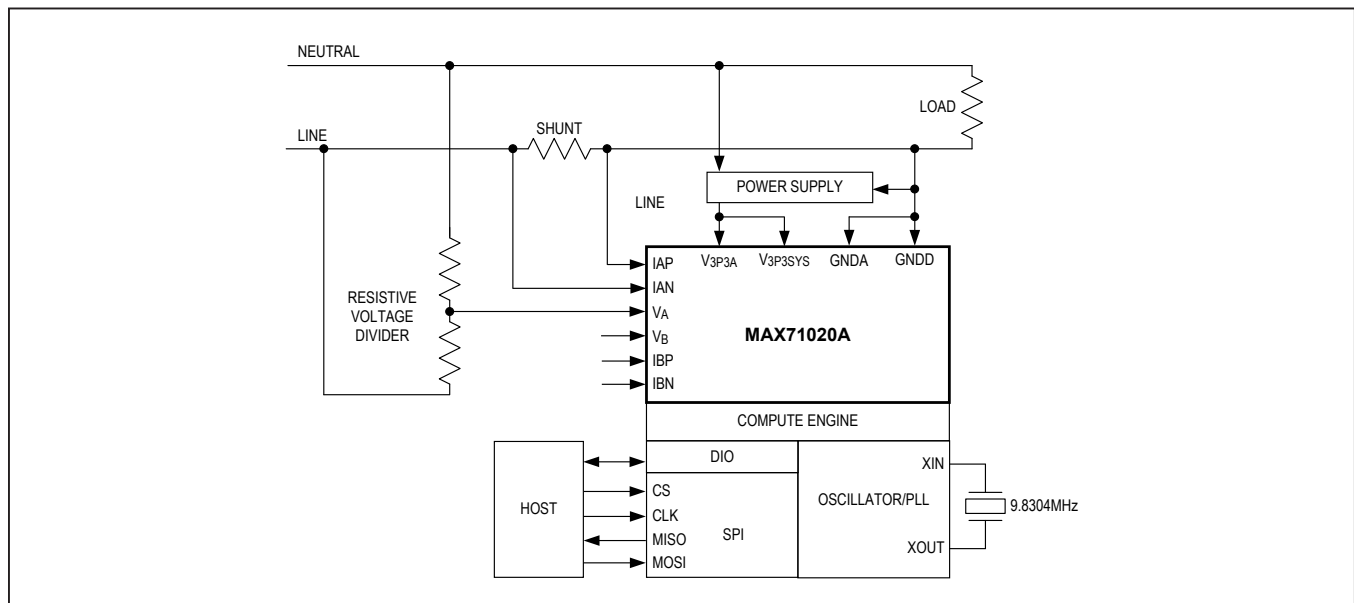 NEUTRAL
LOAD
SHUNT
LINE
POWER SUPPLY
LINE
V3P3A
V3P3SYS
GNDA
GNDD
IAP
IAN
VA
VB
IBP
IBN
RESISTIVE
VOLTAGE
DIVIDER
MAX71020A
COMPUTE ENGINE
DIO
HOST
CS
CLK
MISO
MOSI
SPI
OSCILLATOR/PLL
XIN
XOUT
9.8304MHz